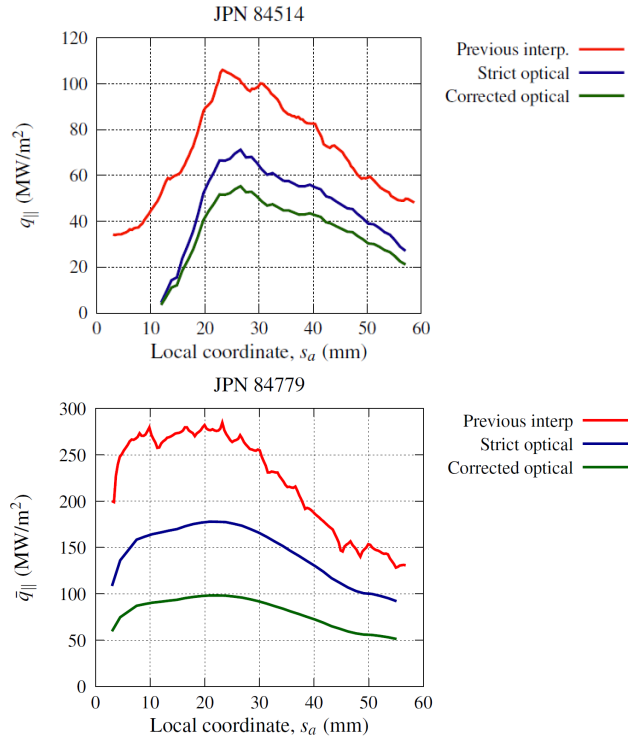 JPN 84514
120
100
80
60
40
20
0
q∥ (MW/m²)
0 10 20 30 40 50 60
Local coordinate, sₐ (mm)
Previous interp.
Strict optical
Corrected optical
JPN 84779
300
250
200
150
100
50
0
q̄∥ (MW/m²)
0 10 20 30 40 50 60
Local coordinate, sₐ (mm)
Previous interp
Strict optical
Corrected optical